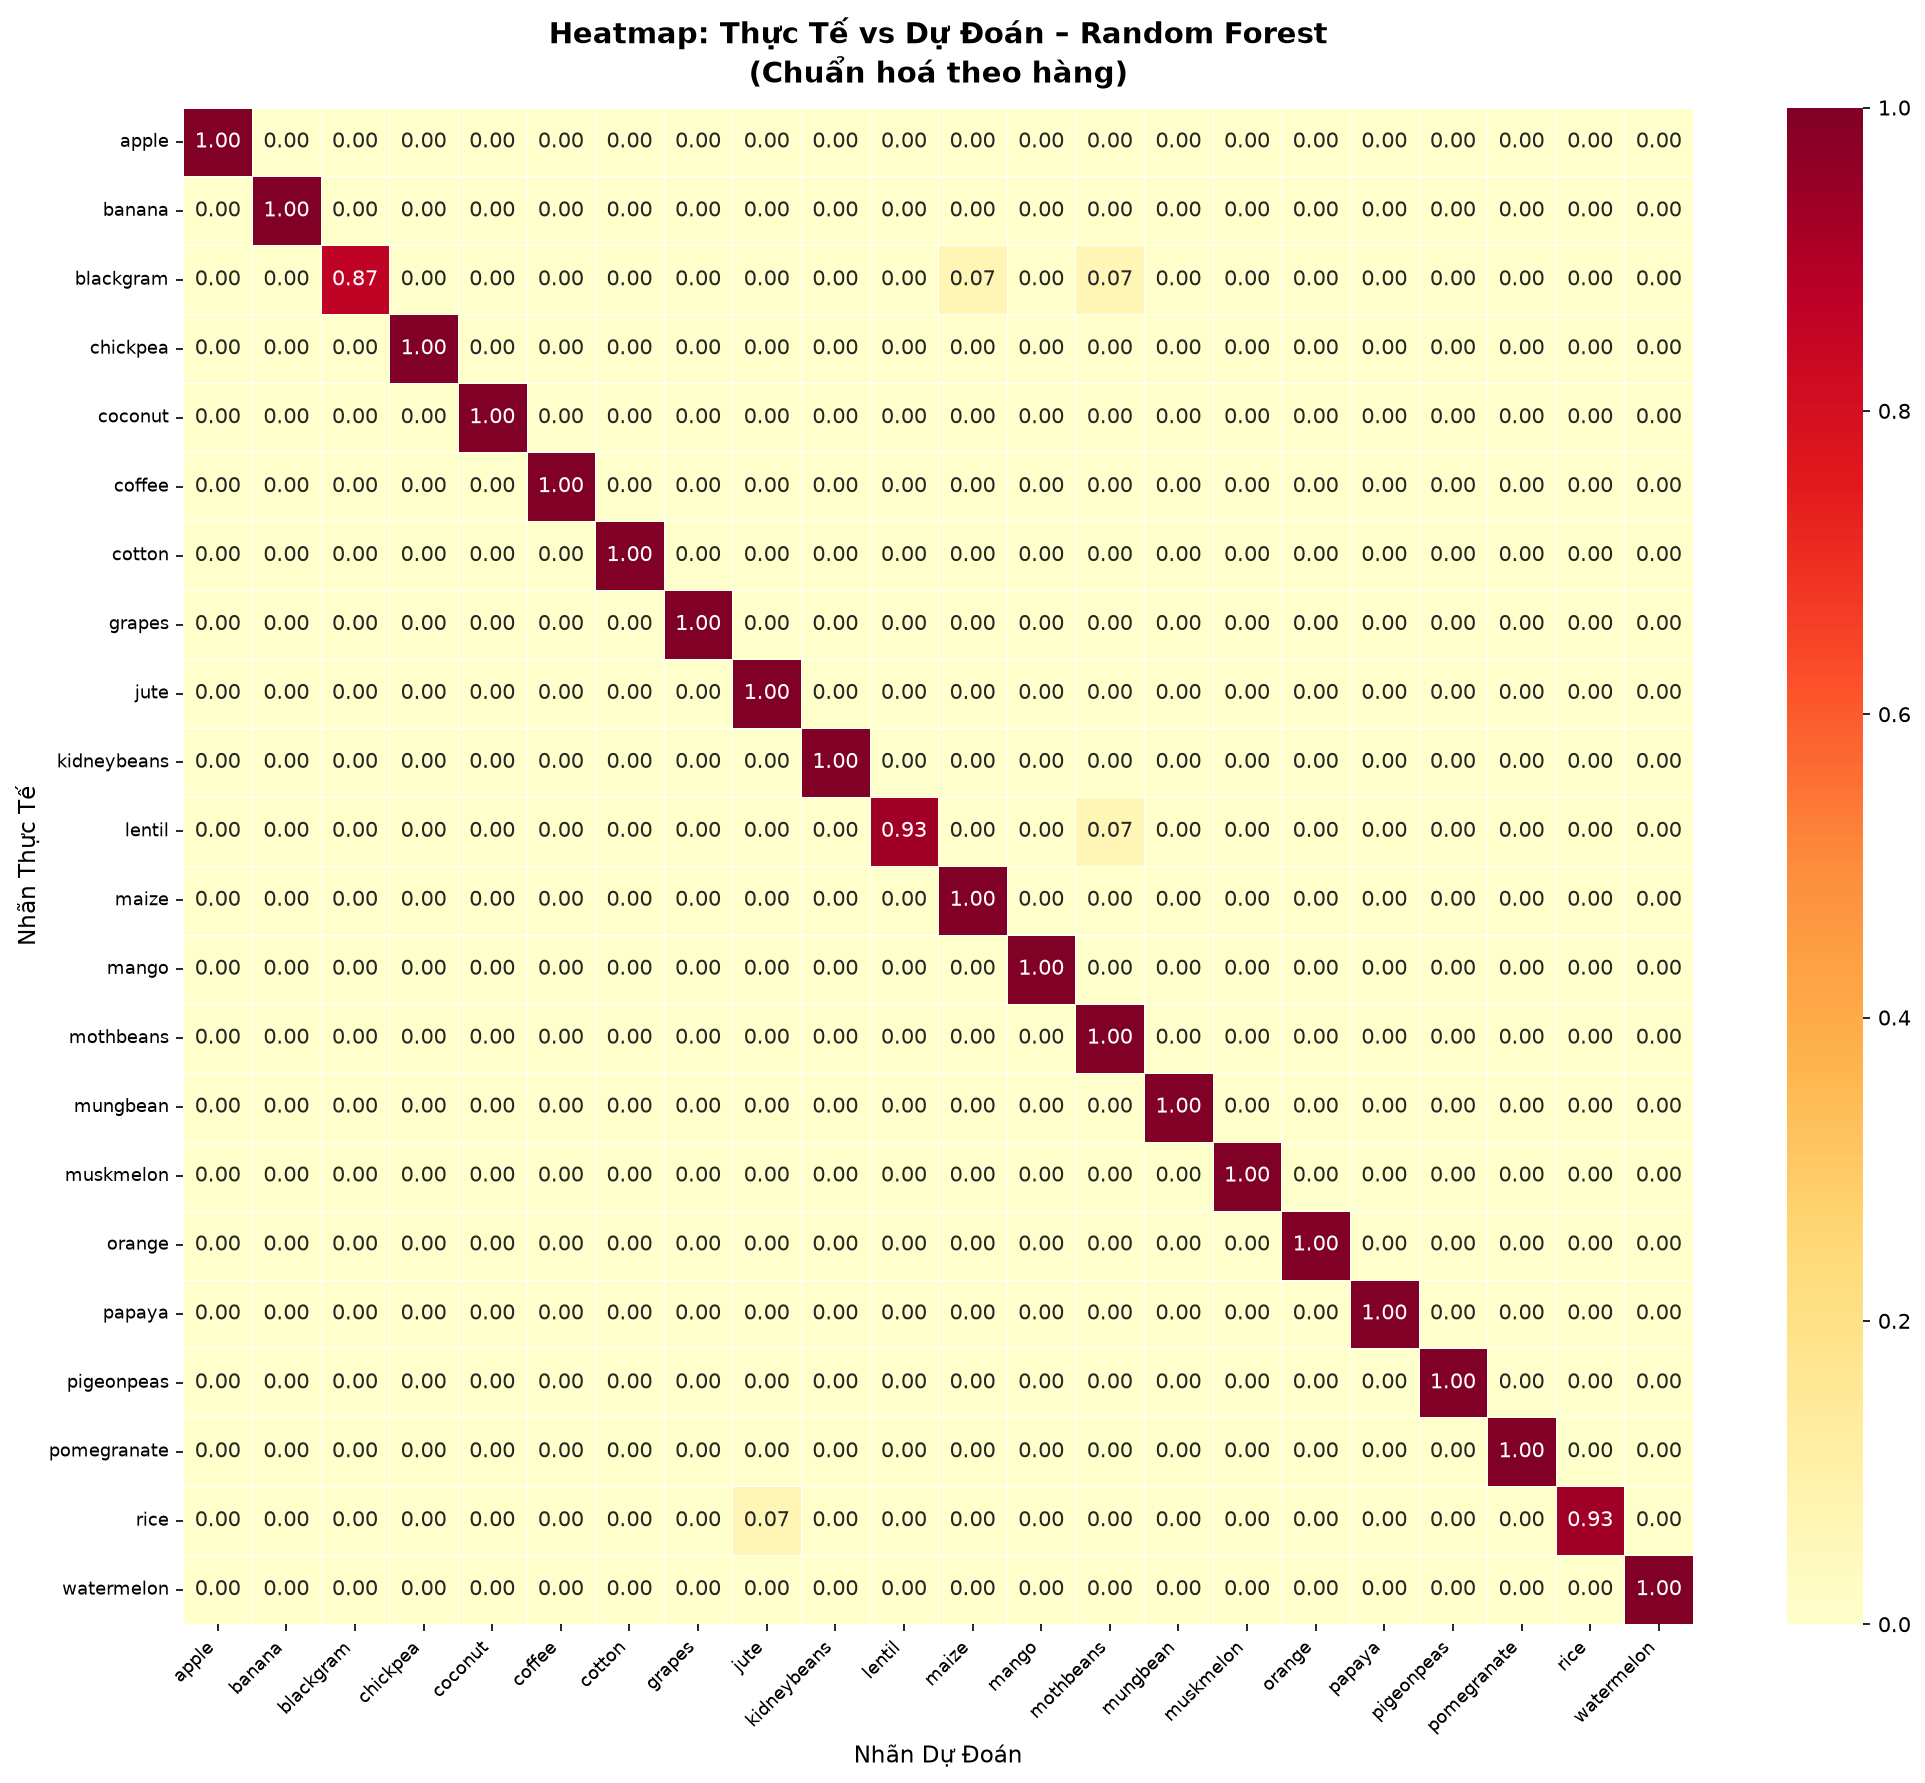 Heatmap: Thực Tế vs Dự Đoán – Random Forest
(Chuẩn hoá theo hàng)
Nhãn Thực Tế
apple 1.00 0.00 0.00 0.00 0.00 0.00 0.00 0.00 0.00 0.00 0.00 0.00 0.00 0.00 0.00 0.00 0.00 0.00 0.00 0.00 0.00 0.00
banana 0.00 1.00 0.00 0.00 0.00 0.00 0.00 0.00 0.00 0.00 0.00 0.00 0.00 0.00 0.00 0.00 0.00 0.00 0.00 0.00 0.00 0.00
blackgram 0.00 0.00 0.87 0.00 0.00 0.00 0.00 0.00 0.00 0.00 0.00 0.07 0.00 0.07 0.00 0.00 0.00 0.00 0.00 0.00 0.00 0.00
chickpea 0.00 0.00 0.00 1.00 0.00 0.00 0.00 0.00 0.00 0.00 0.00 0.00 0.00 0.00 0.00 0.00 0.00 0.00 0.00 0.00 0.00 0.00
coconut 0.00 0.00 0.00 0.00 1.00 0.00 0.00 0.00 0.00 0.00 0.00 0.00 0.00 0.00 0.00 0.00 0.00 0.00 0.00 0.00 0.00 0.00
coffee 0.00 0.00 0.00 0.00 0.00 1.00 0.00 0.00 0.00 0.00 0.00 0.00 0.00 0.00 0.00 0.00 0.00 0.00 0.00 0.00 0.00 0.00
cotton 0.00 0.00 0.00 0.00 0.00 0.00 1.00 0.00 0.00 0.00 0.00 0.00 0.00 0.00 0.00 0.00 0.00 0.00 0.00 0.00 0.00 0.00
grapes 0.00 0.00 0.00 0.00 0.00 0.00 0.00 1.00 0.00 0.00 0.00 0.00 0.00 0.00 0.00 0.00 0.00 0.00 0.00 0.00 0.00 0.00
jute 0.00 0.00 0.00 0.00 0.00 0.00 0.00 0.00 1.00 0.00 0.00 0.00 0.00 0.00 0.00 0.00 0.00 0.00 0.00 0.00 0.00 0.00
kidneybeans 0.00 0.00 0.00 0.00 0.00 0.00 0.00 0.00 0.00 1.00 0.00 0.00 0.00 0.00 0.00 0.00 0.00 0.00 0.00 0.00 0.00 0.00
lentil 0.00 0.00 0.00 0.00 0.00 0.00 0.00 0.00 0.00 0.00 0.93 0.00 0.00 0.07 0.00 0.00 0.00 0.00 0.00 0.00 0.00 0.00
maize 0.00 0.00 0.00 0.00 0.00 0.00 0.00 0.00 0.00 0.00 0.00 1.00 0.00 0.00 0.00 0.00 0.00 0.00 0.00 0.00 0.00 0.00
mango 0.00 0.00 0.00 0.00 0.00 0.00 0.00 0.00 0.00 0.00 0.00 0.00 1.00 0.00 0.00 0.00 0.00 0.00 0.00 0.00 0.00 0.00
mothbeans 0.00 0.00 0.00 0.00 0.00 0.00 0.00 0.00 0.00 0.00 0.00 0.00 0.00 1.00 0.00 0.00 0.00 0.00 0.00 0.00 0.00 0.00
mungbean 0.00 0.00 0.00 0.00 0.00 0.00 0.00 0.00 0.00 0.00 0.00 0.00 0.00 0.00 1.00 0.00 0.00 0.00 0.00 0.00 0.00 0.00
muskmelon 0.00 0.00 0.00 0.00 0.00 0.00 0.00 0.00 0.00 0.00 0.00 0.00 0.00 0.00 0.00 1.00 0.00 0.00 0.00 0.00 0.00 0.00
orange 0.00 0.00 0.00 0.00 0.00 0.00 0.00 0.00 0.00 0.00 0.00 0.00 0.00 0.00 0.00 0.00 1.00 0.00 0.00 0.00 0.00 0.00
papaya 0.00 0.00 0.00 0.00 0.00 0.00 0.00 0.00 0.00 0.00 0.00 0.00 0.00 0.00 0.00 0.00 0.00 1.00 0.00 0.00 0.00 0.00
pigeonpeas 0.00 0.00 0.00 0.00 0.00 0.00 0.00 0.00 0.00 0.00 0.00 0.00 0.00 0.00 0.00 0.00 0.00 0.00 1.00 0.00 0.00 0.00
pomegranate 0.00 0.00 0.00 0.00 0.00 0.00 0.00 0.00 0.00 0.00 0.00 0.00 0.00 0.00 0.00 0.00 0.00 0.00 0.00 1.00 0.00 0.00
rice 0.00 0.00 0.00 0.00 0.00 0.00 0.00 0.00 0.07 0.00 0.00 0.00 0.00 0.00 0.00 0.00 0.00 0.00 0.00 0.00 0.93 0.00
watermelon 0.00 0.00 0.00 0.00 0.00 0.00 0.00 0.00 0.00 0.00 0.00 0.00 0.00 0.00 0.00 0.00 0.00 0.00 0.00 0.00 0.00 1.00
apple banana blackgram chickpea coconut coffee cotton grapes jute kidneybeans lentil maize mango mothbeans mungbean muskmelon orange papaya pigeonpeas pomegranate rice watermelon
Nhãn Dự Đoán
1.0
0.8
0.6
0.4
0.2
0.0